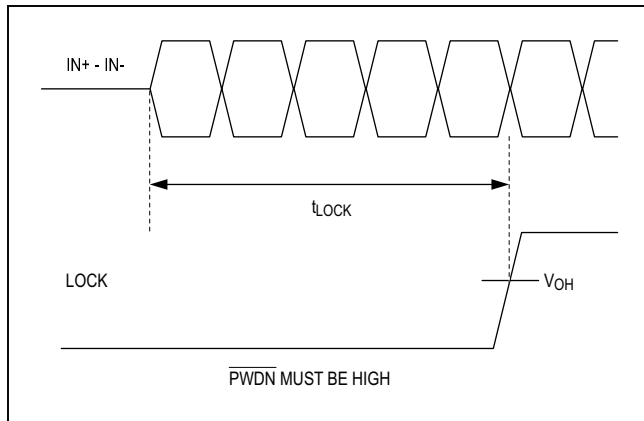 IN+ - IN-
tLOCK
LOCK
VOH
PWDN MUST BE HIGH